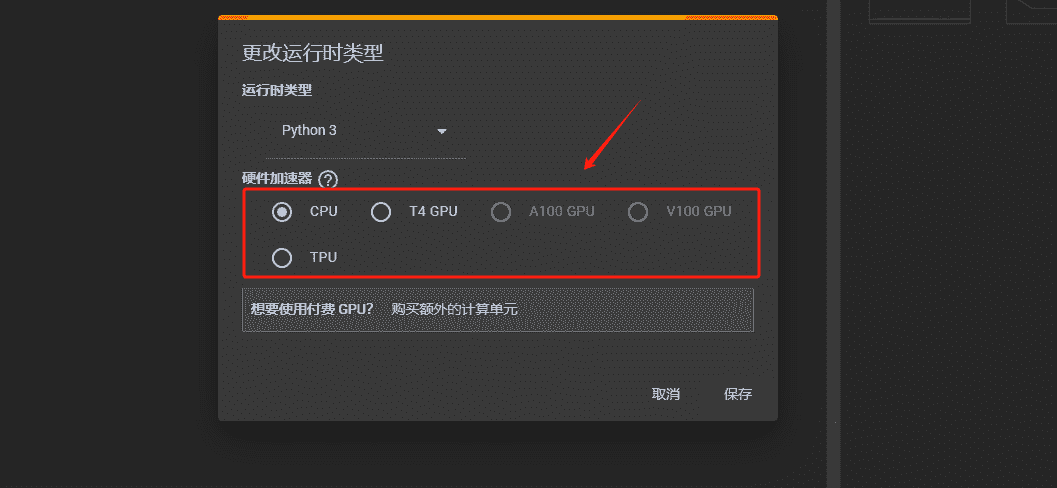 更改运行时类型
运行时类型
Python 3
硬件加速器 ?
CPU T4 GPU A100 GPU V100 GPU
TPU
想要使用付费 GPU? 购买额外的计算单元
取消 保存